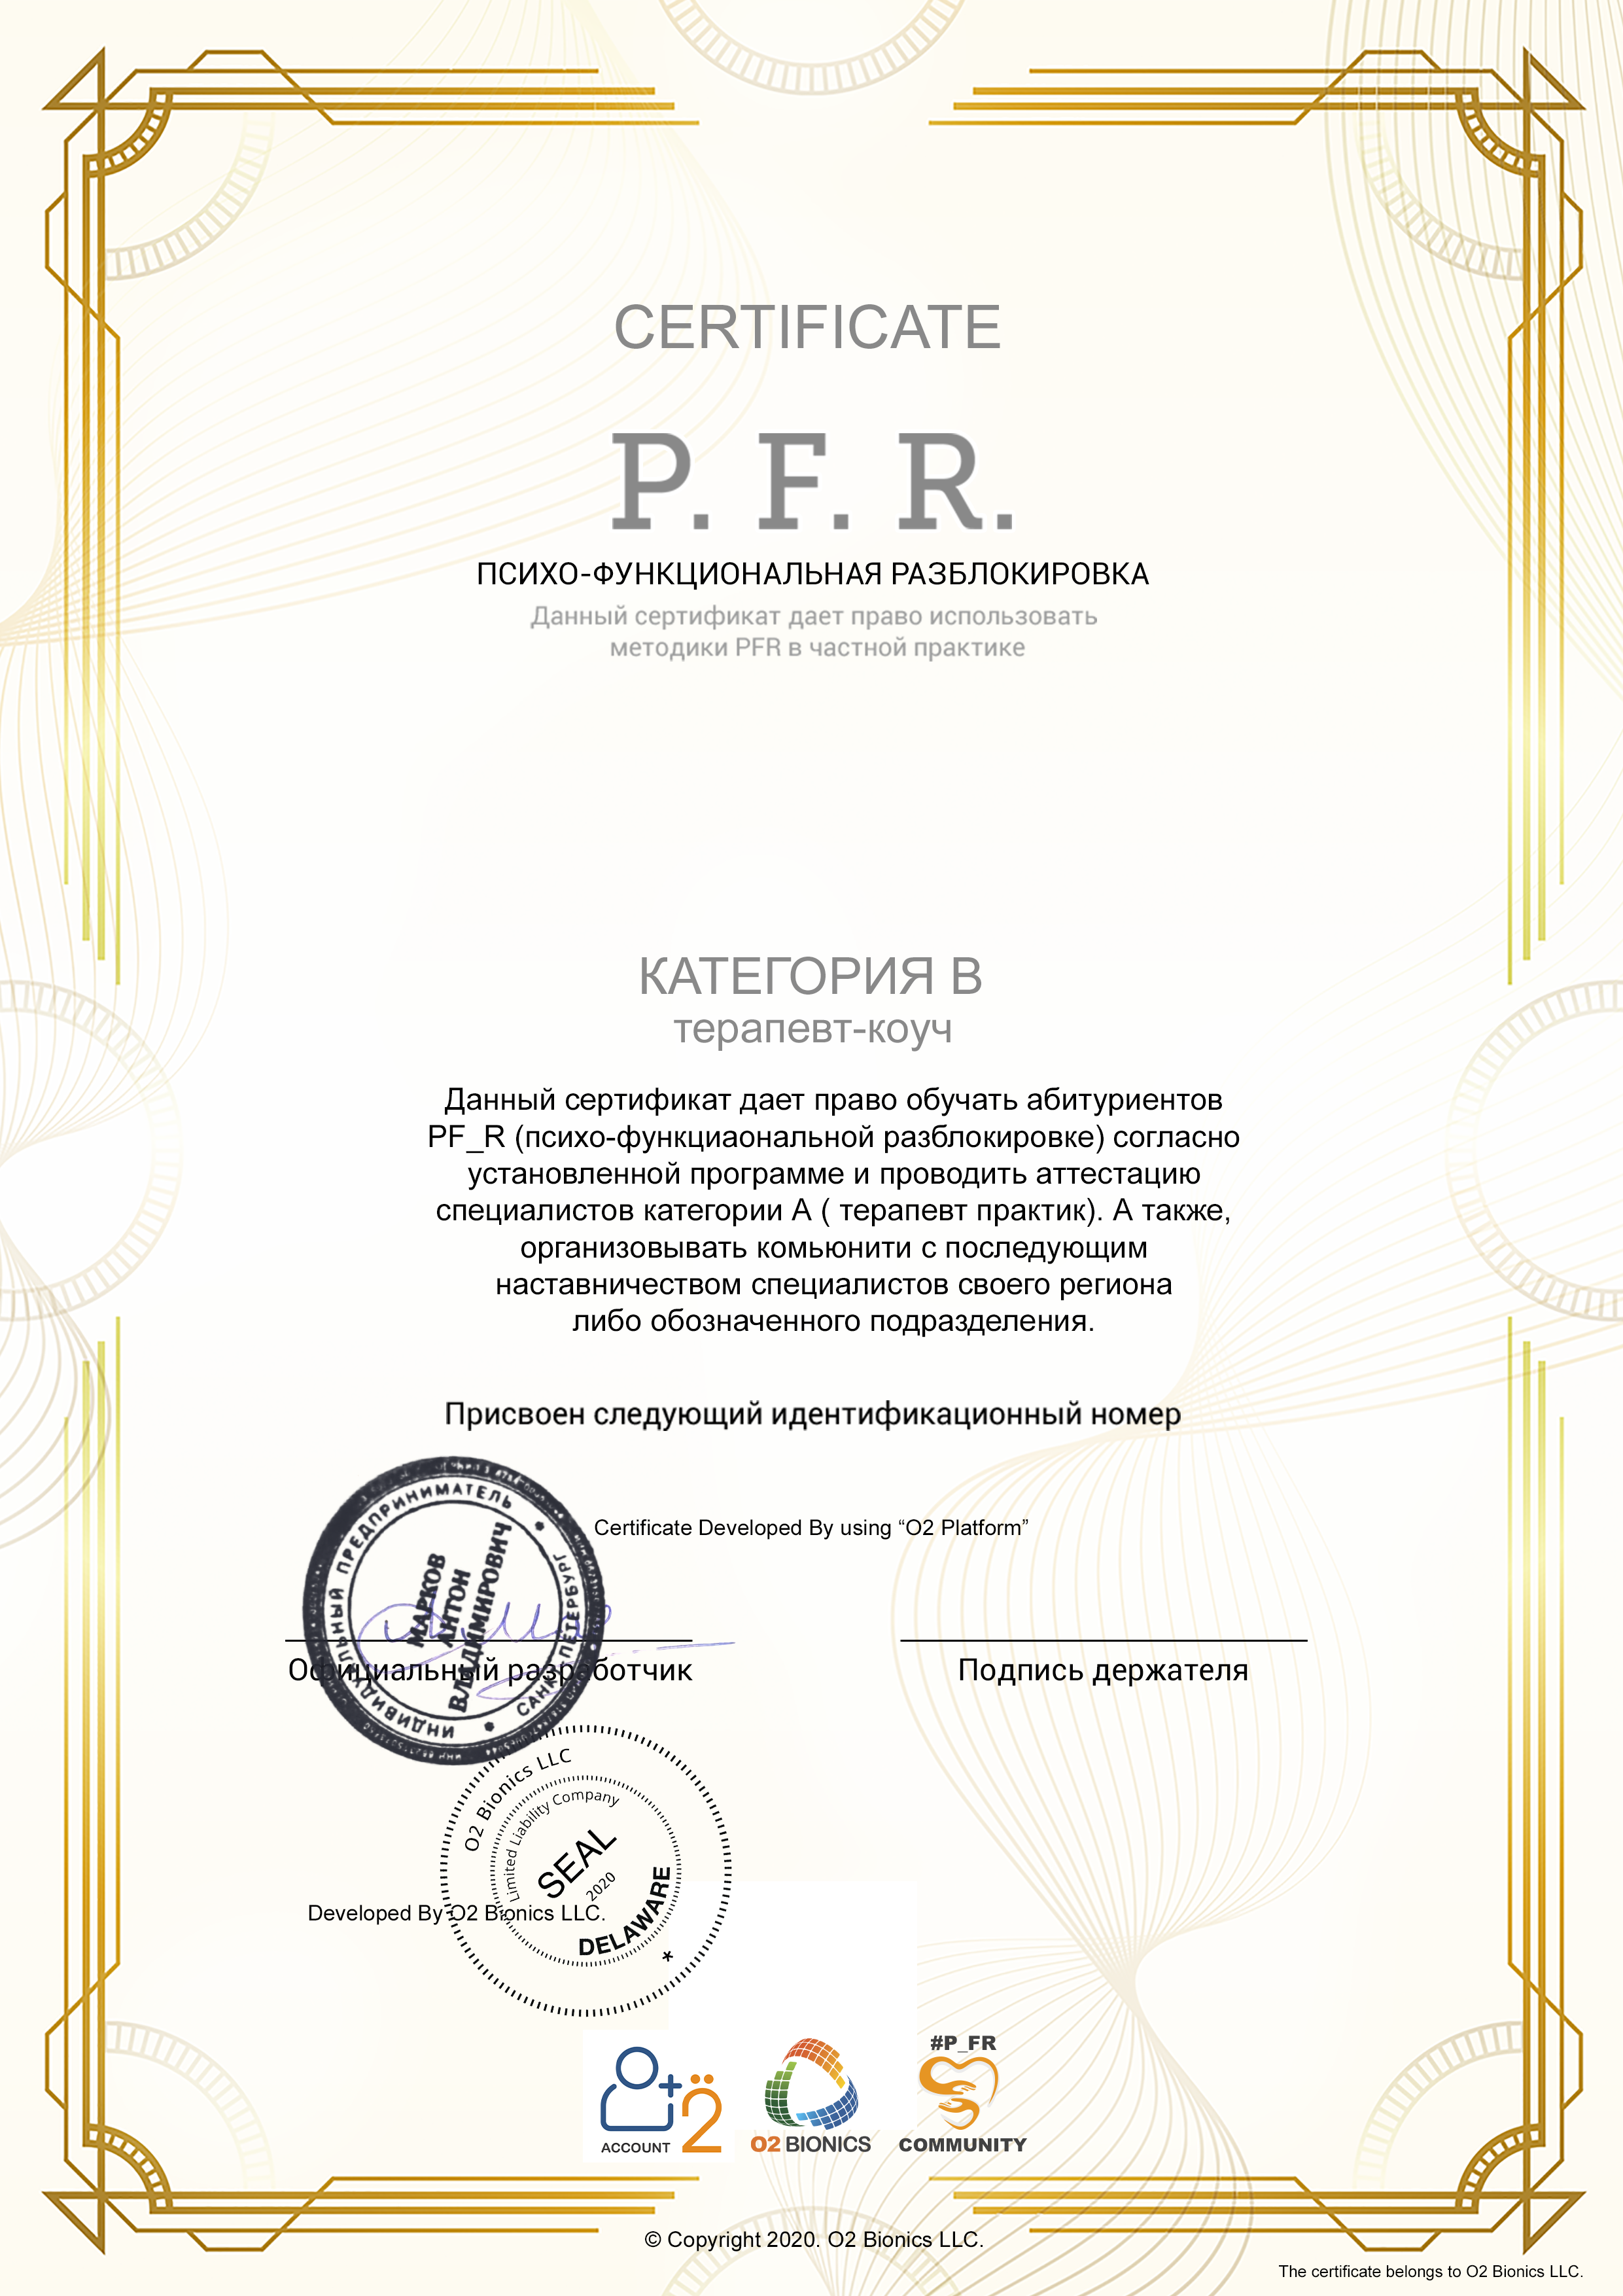 CERTIFICATE
P. F. R.
ПСИХО-ФУНКЦИОНАЛЬНАЯ РАЗБЛОКИРОВКА
Данный сертификат дает право использовать
методики PFR в частной практике
КАТЕГОРИЯ В
терапевт-коуч
Данный сертификат дает право обучать абитуриентов
PF_R (психо-функциаональной разблокировке) согласно
установленной программе и проводить аттестацию
специалистов категории А ( терапевт практик). А также,
организовывать комьюнити с последующим
наставничеством специалистов своего региона
либо обозначенного подразделения.
Присвоен следующий идентификационный номер
Certificate Developed By using “O2 Platform”
ИНДИВИДУАЛЬНЫЙ ПРЕДПРИНИМАТЕЛЬ
САНКТ-ПЕТЕРБУРГ
МАРКОВ
АНТОН
ВЛАДИМИРОВИЧ
Официальный разработчик
Подпись держателя
O2 Bionics LLC
Limited Liability Company
SEAL
2020
DELAWARE
*
Developed By O2 Bionics LLC.
#P_FR
ACCOUNT
2
O2 BIONICS
COMMUNITY
© Copyright 2020. O2 Bionics LLC.
The certificate belongs to O2 Bionics LLC.